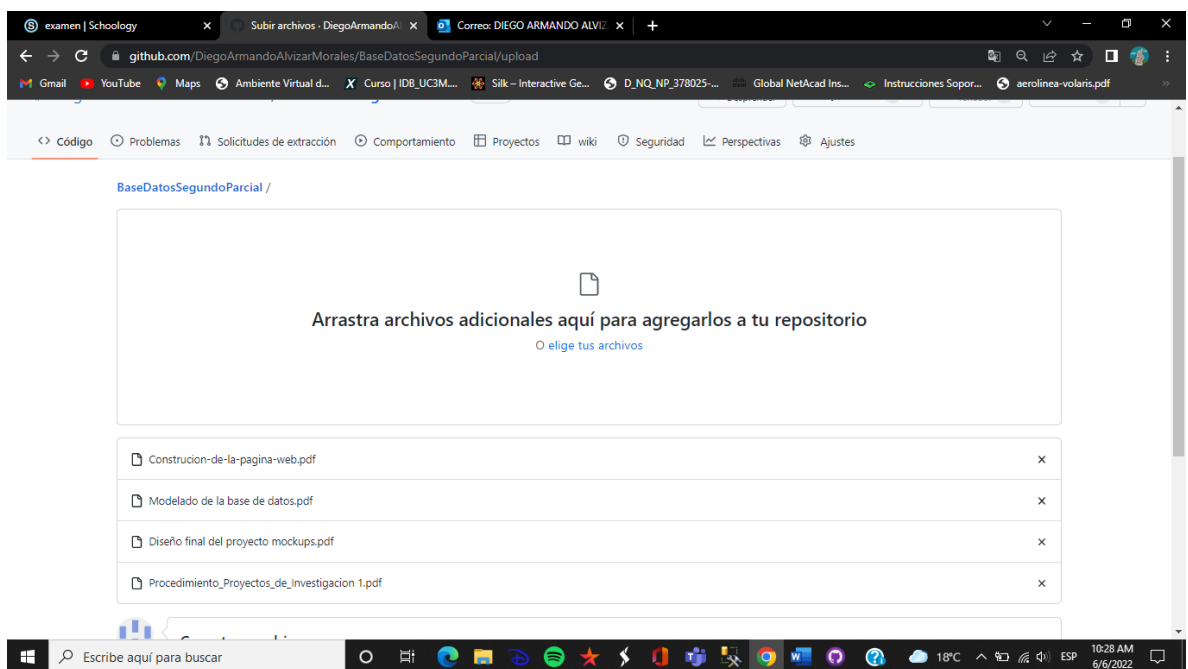 examen | Schoology
Subir archivos · DiegoArmandoAl
Correo: DIEGO ARMANDO ALVIZ
github.com/DiegoArmandoAlvizarMorales/BaseDatosSegundoParcial/upload
Gmail YouTube Maps Ambiente Virtual d... Curso | IDB_UC3M.... Silk – Interactive Ge... D_NQ_NP_378025-... Global NetAcad Ins... Instrucciones Sopor... aerolinea-volaris.pdf
<> Código Problemas Solicitudes de extracción Comportamiento Proyectos wiki Seguridad Perspectivas Ajustes
BaseDatosSegundoParcial /
Arrastra archivos adicionales aquí para agregarlos a tu repositorio
O elige tus archivos
Construcion-de-la-pagina-web.pdf
Modelado de la base de datos.pdf
Diseño final del proyecto mockups.pdf
Procedimiento_Proyectos_de_Investigacion 1.pdf
Escribe aquí para buscar
18°C
ESP
10:28 AM
6/6/2022